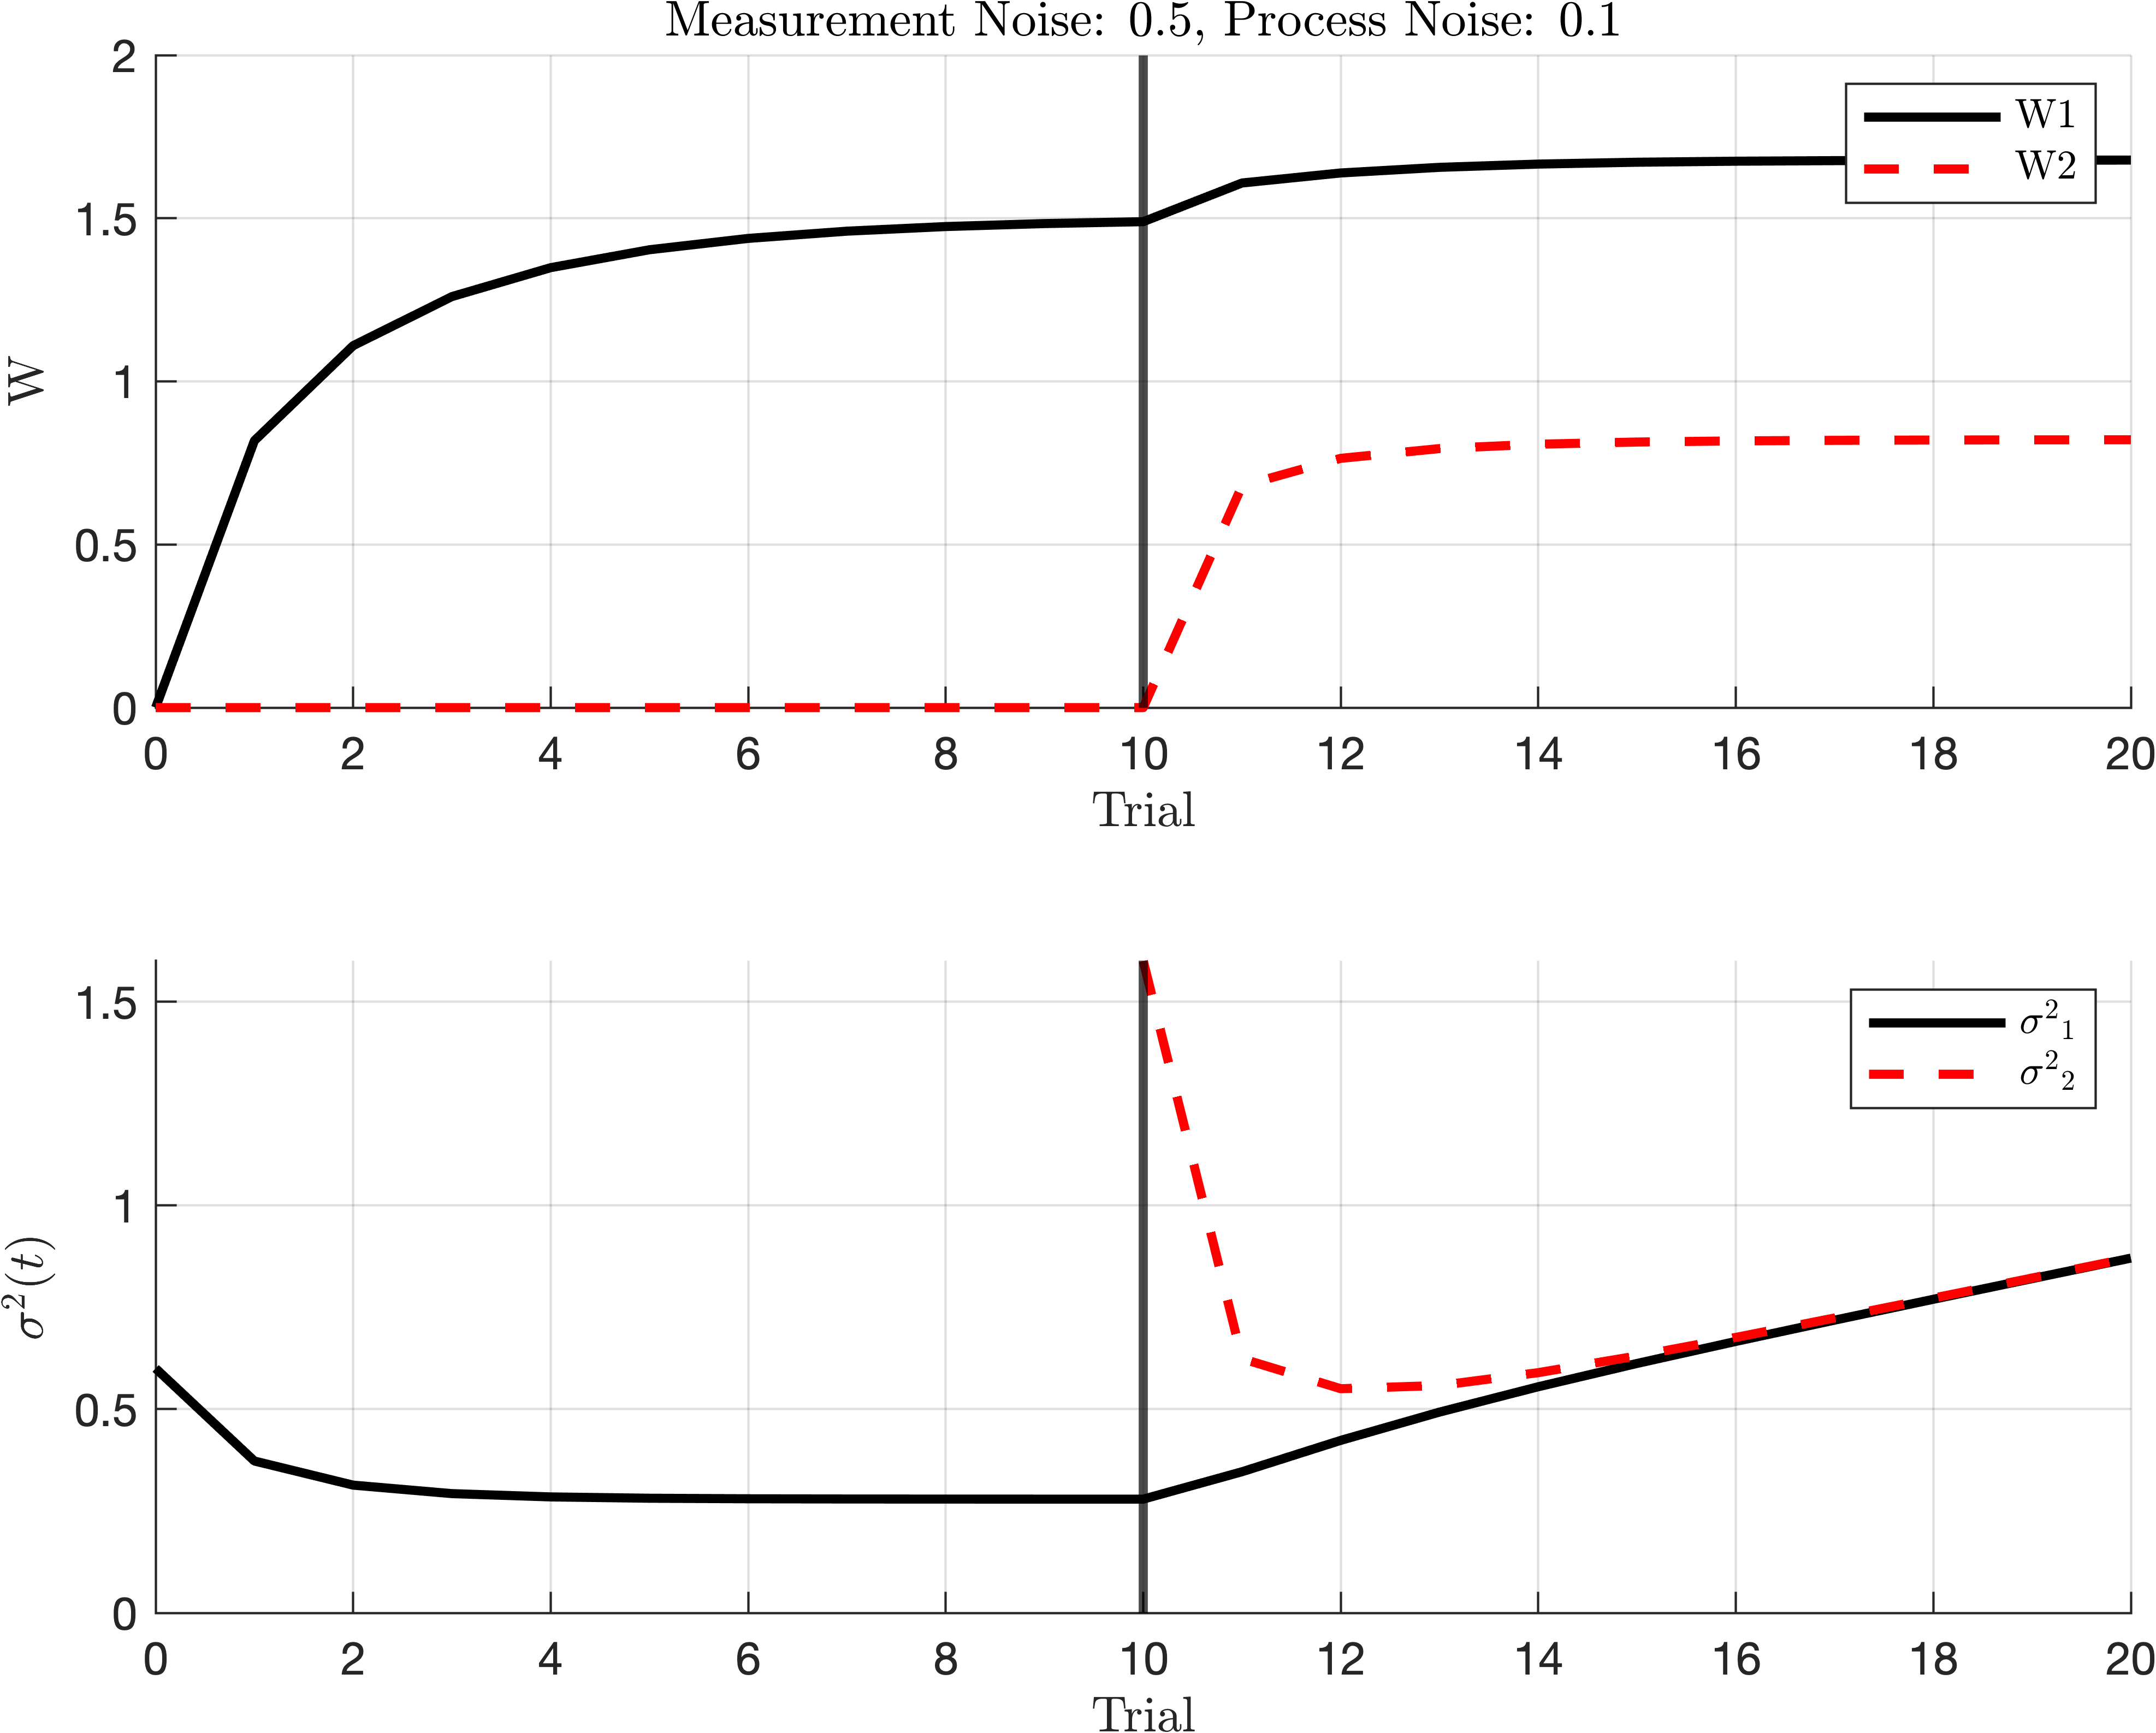 Measurement Noise: 0.5, Process Noise: 0.1
2
1.5
1
0.5
0
W
W1
W2
0 2 4 6 8 10 12 14 16 18 20
Trial
1.5
1
0.5
0
σ²(t)
σ²₁
σ²₂
0 2 4 6 8 10 12 14 16 18 20
Trial